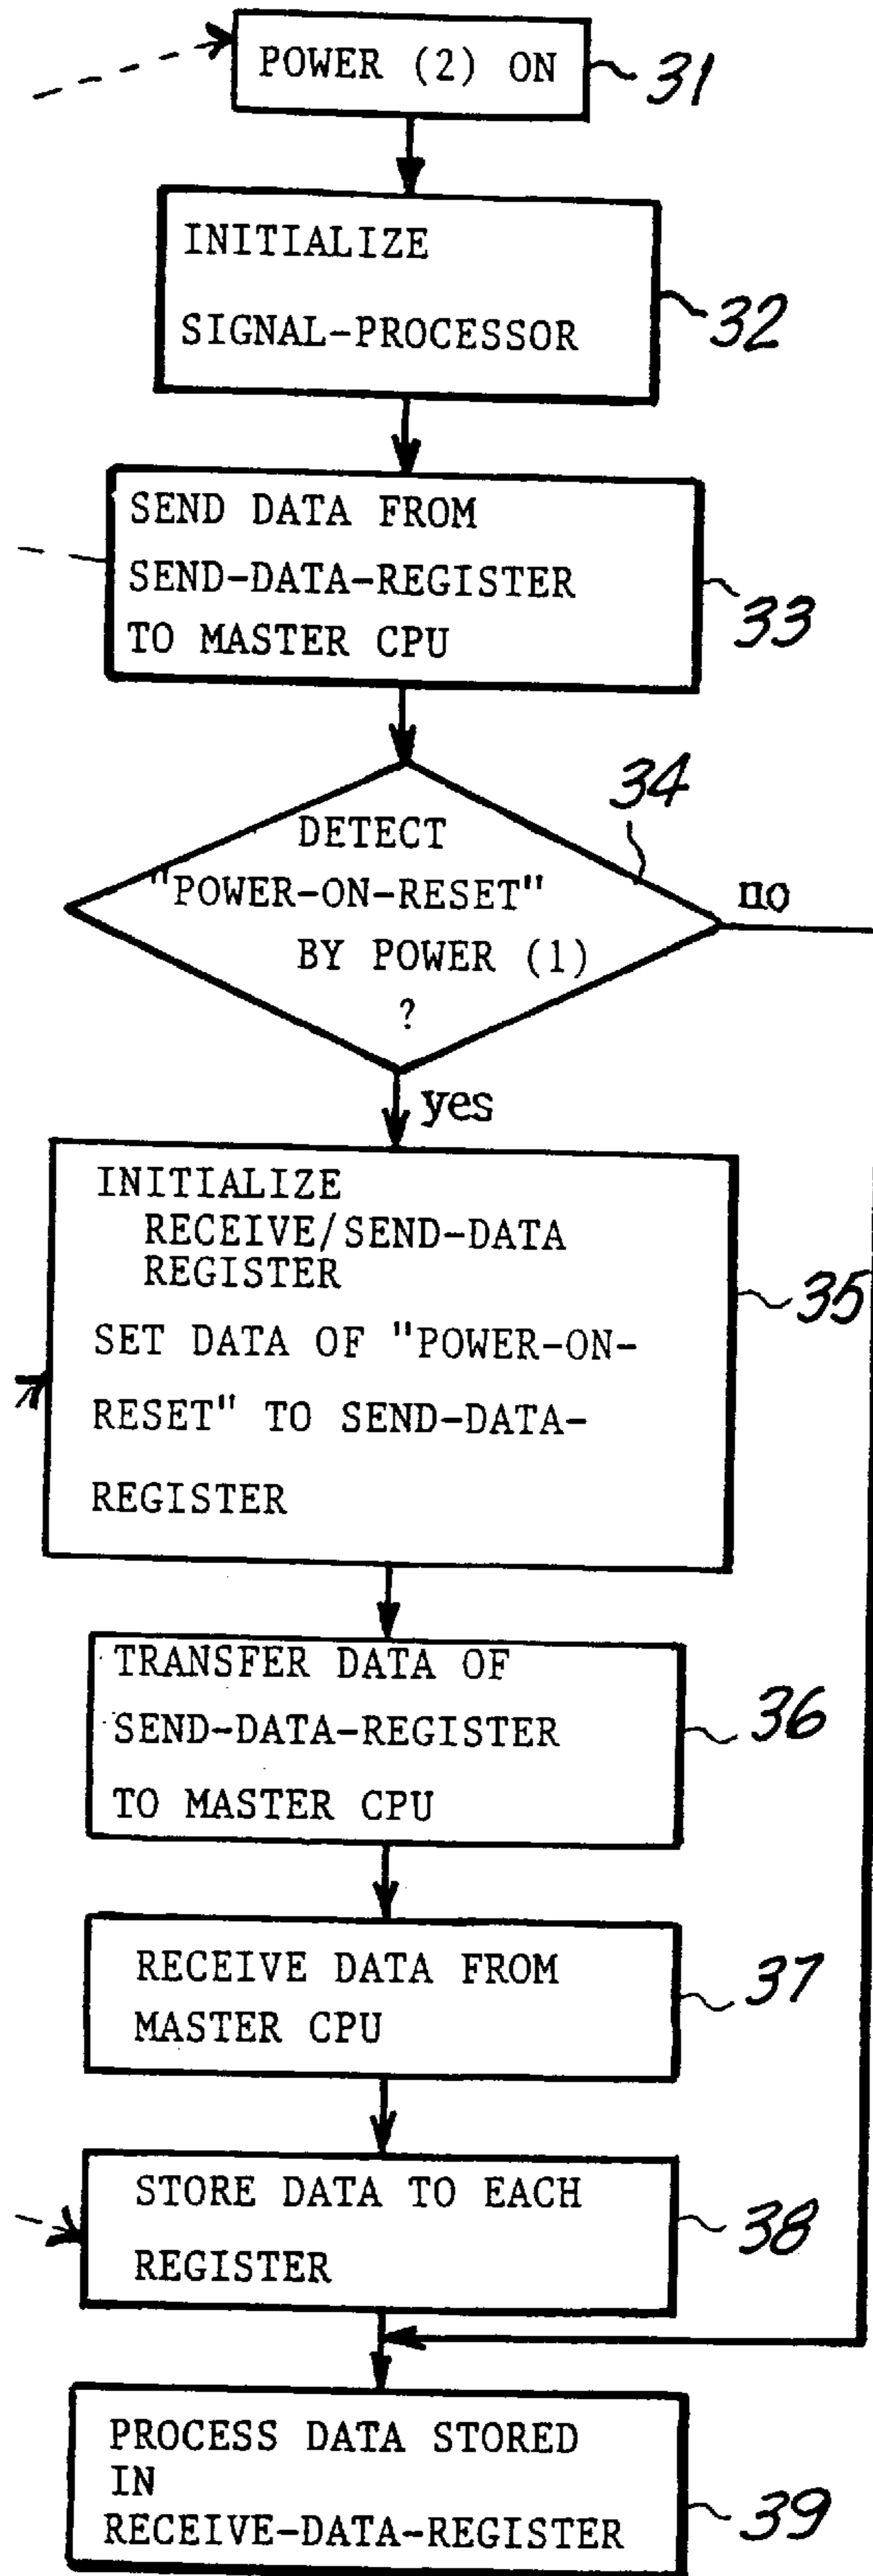 POWER (2) ON
31
INITIALIZE
SIGNAL-PROCESSOR
32
SEND DATA FROM
SEND-DATA-REGISTER
TO MASTER CPU
33
34
DETECT
"POWER-ON-RESET"
BY POWER (1)
?
no
yes
INITIALIZE
RECEIVE/SEND-DATA
REGISTER
SET DATA OF "POWER-ON-
RESET" TO SEND-DATA-
REGISTER
35
TRANSFER DATA OF
SEND-DATA-REGISTER
TO MASTER CPU
36
RECEIVE DATA FROM
MASTER CPU
37
STORE DATA TO EACH
REGISTER
38
PROCESS DATA STORED
IN
RECEIVE-DATA-REGISTER
39